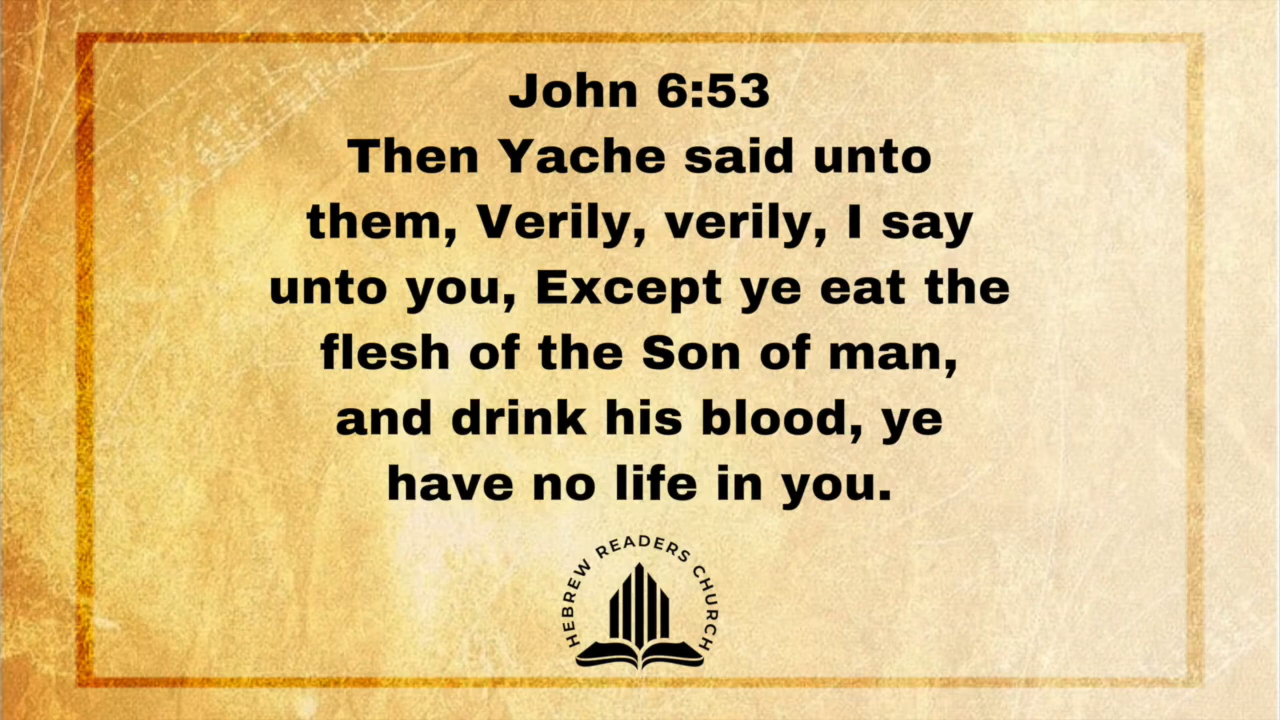 John 6:53
Then Yache said unto
them, Verily, verily, I say
unto you, Except ye eat the
flesh of the Son of man,
and drink his blood, ye
have no life in you.
HEBREW READERS CHURCH